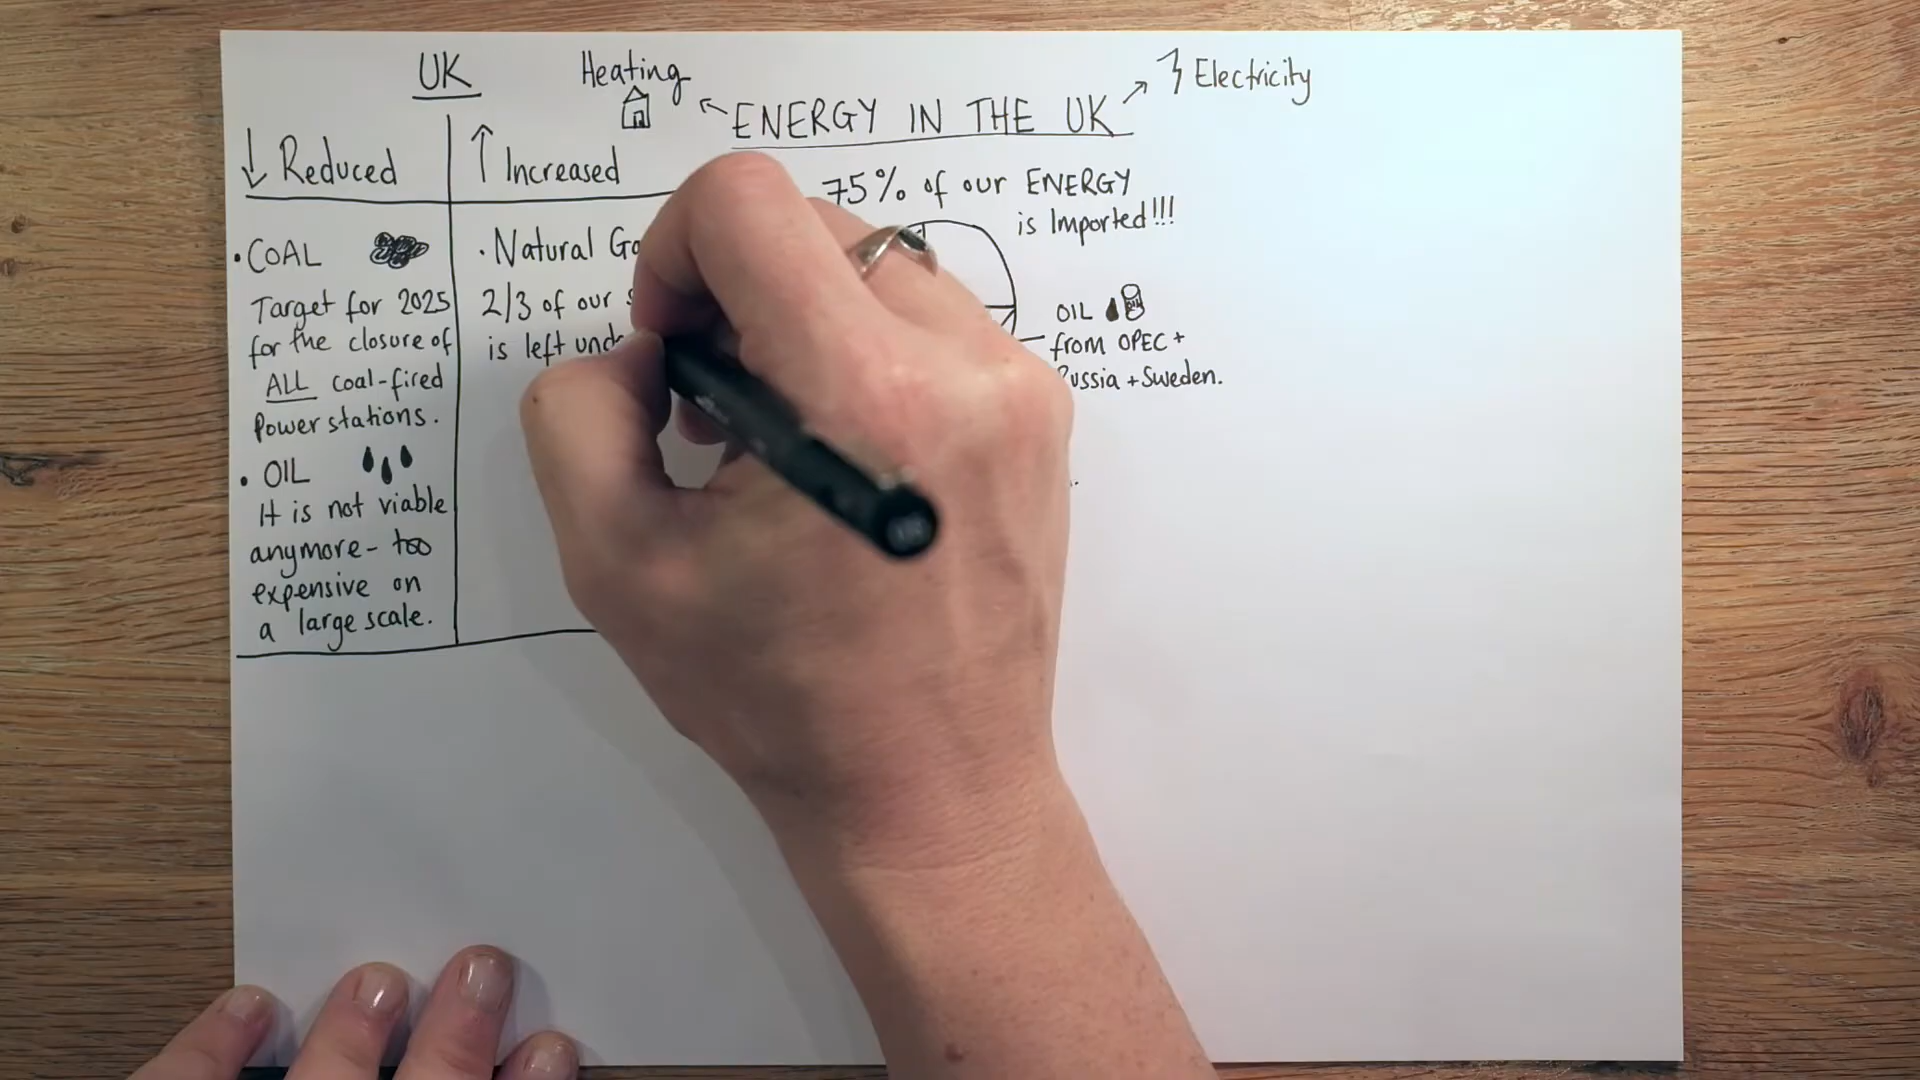 UK
↓ Reduced
↑ Increased
• COAL
Target for 2025
for the closure of
ALL coal-fired
Power stations.
• OIL
It is not viable
anymore - too
expensive on
a large scale.
• Natural
2/3 of our
is left
Heating
ENERGY IN THE UK
Electricity
75% of our ENERGY
is Imported!!!
OIL
from OPEC +
Russia + Sweden.